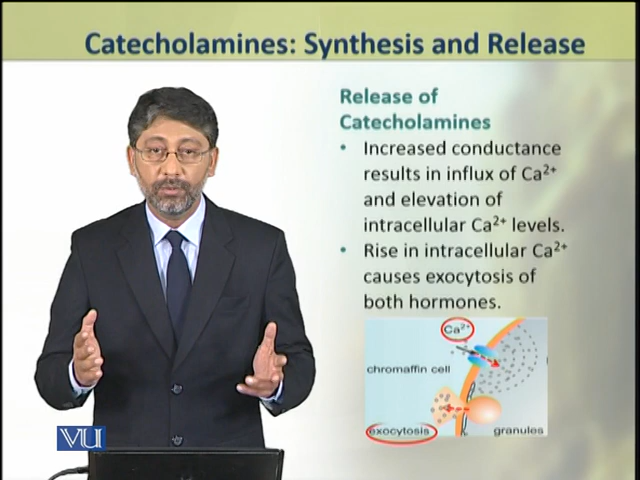 Catecholamines: Synthesis and Release
Release of
Catecholamines
• Increased conductance
results in influx of Ca²⁺
and elevation of
intracellular Ca²⁺ levels.
• Rise in intracellular Ca²⁺
causes exocytosis of
both hormones.
Ca²⁺
chromaffin cell
exocytosis
granules
VU